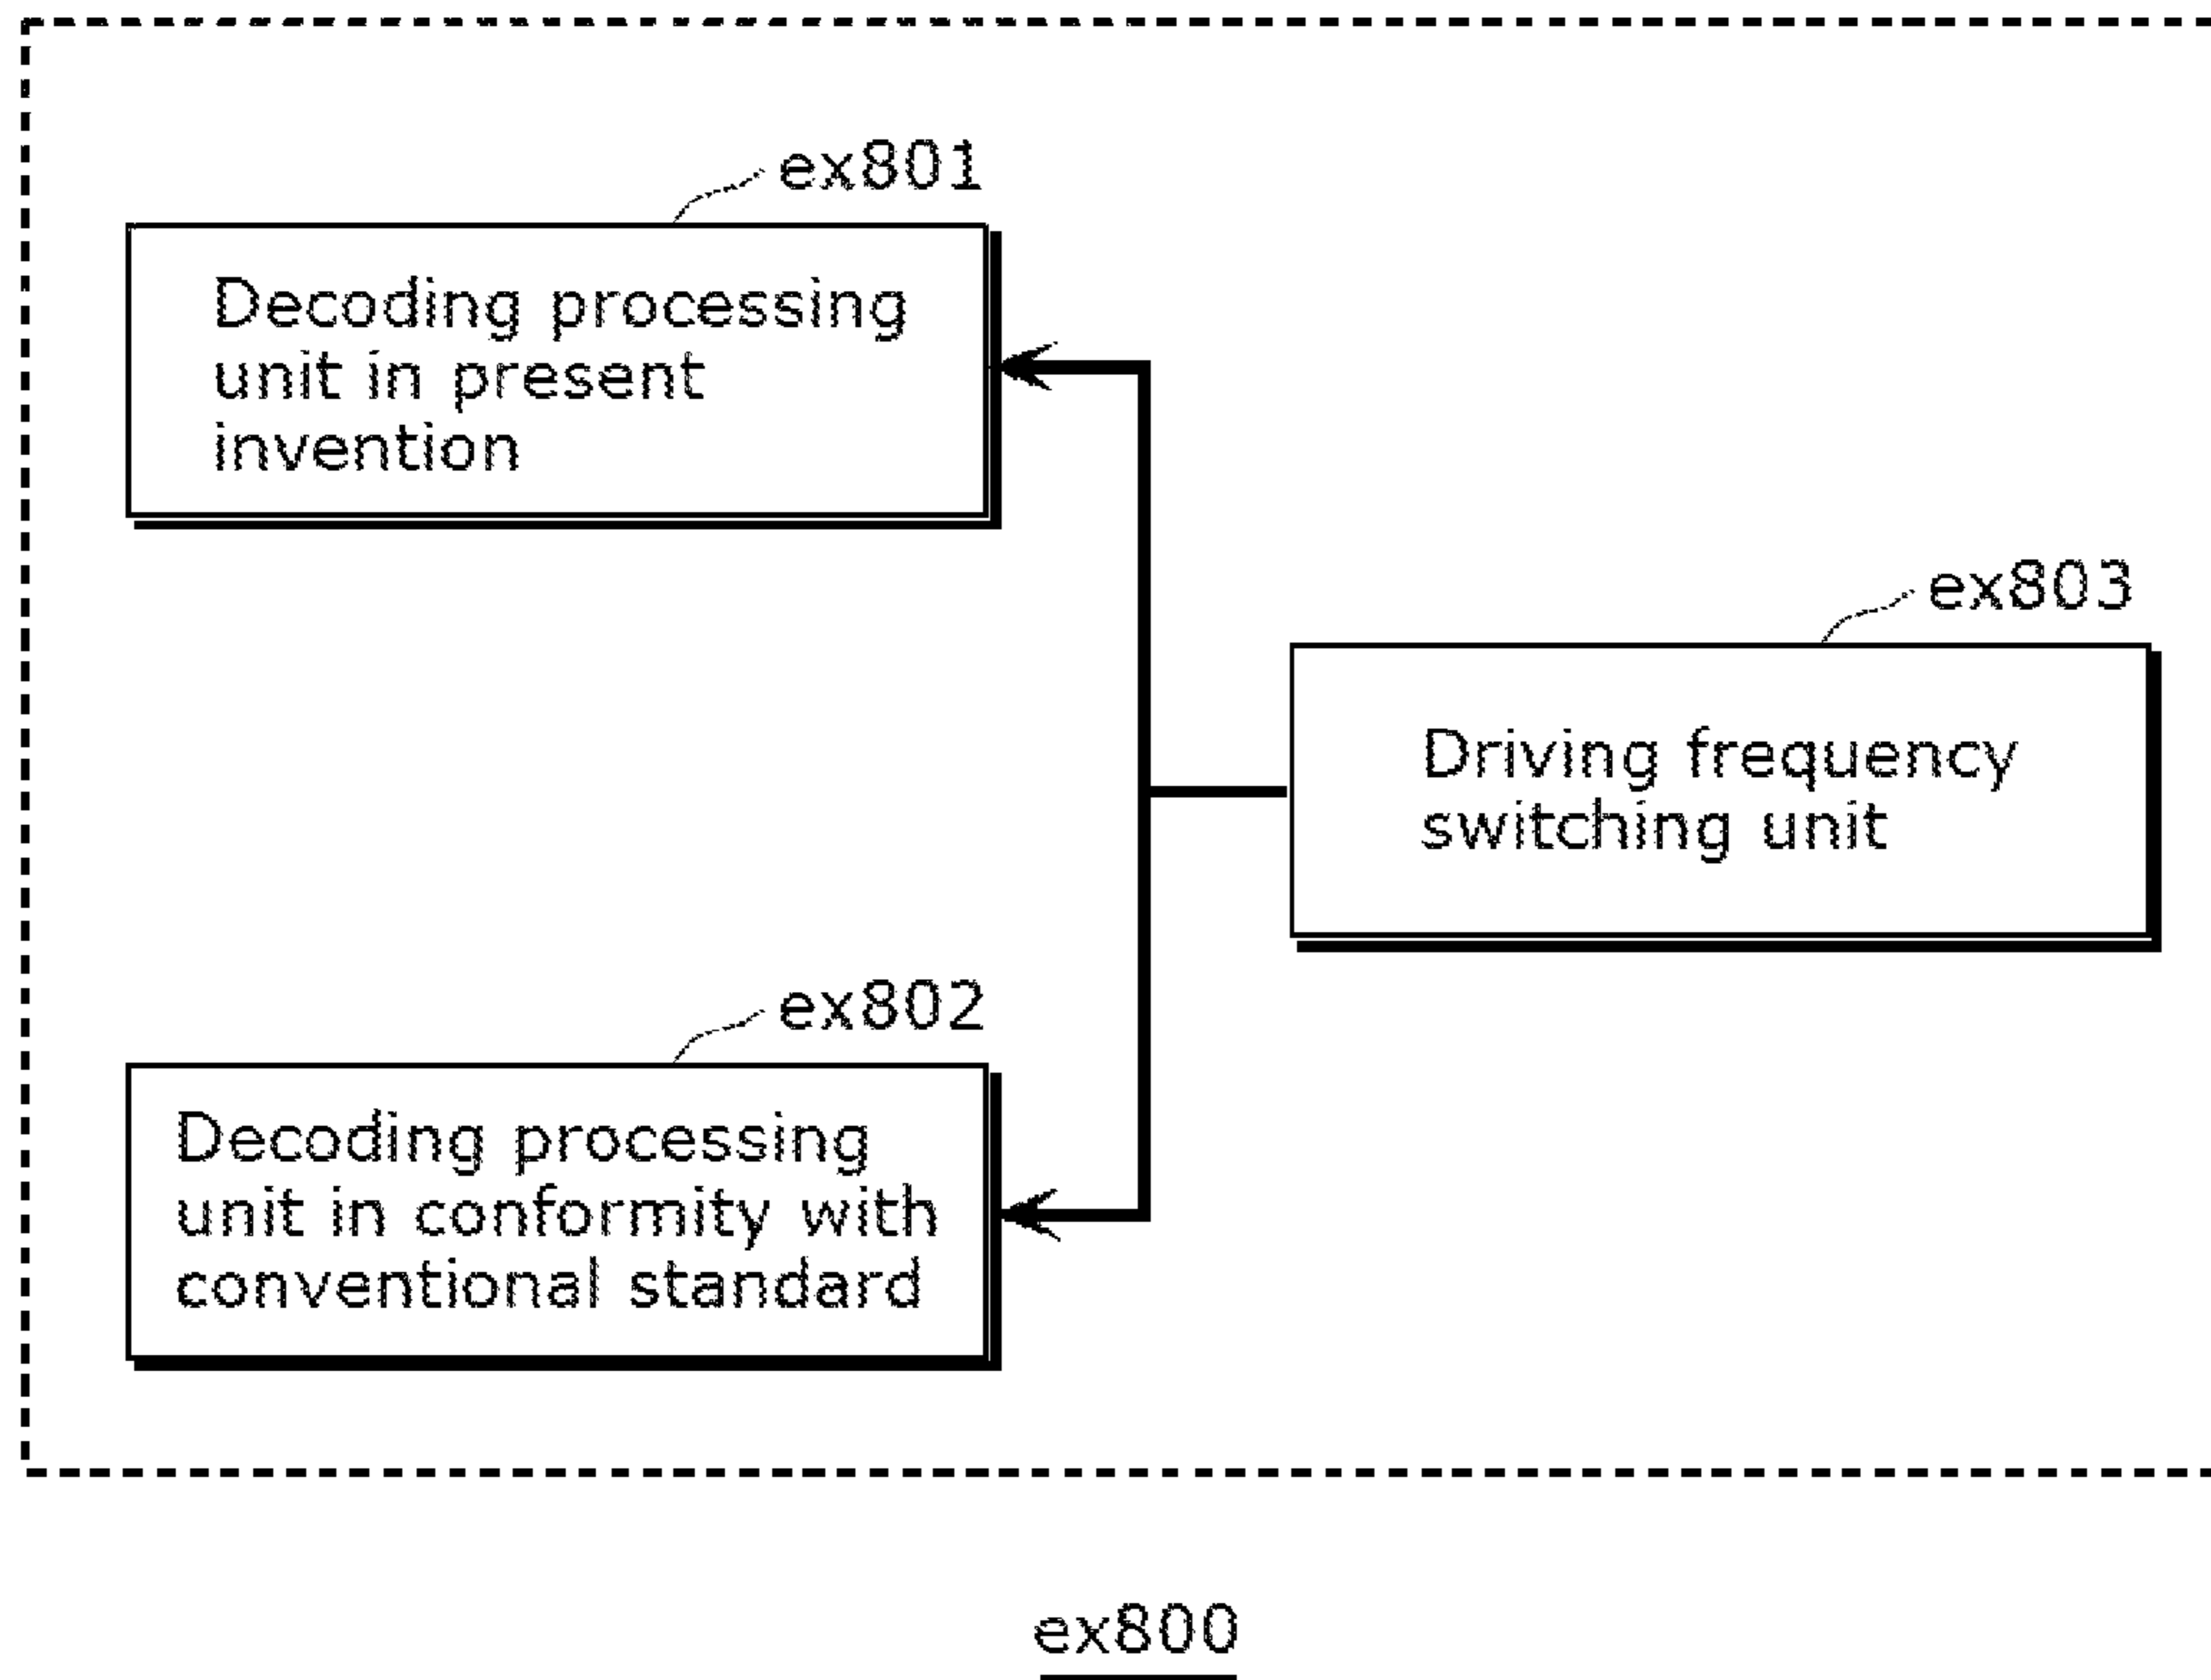 ex801
Decoding processing
unit in present
invention
ex803
Driving frequency
switching unit
ex802
Decoding processing
unit in conformity with
conventional standard
ex800